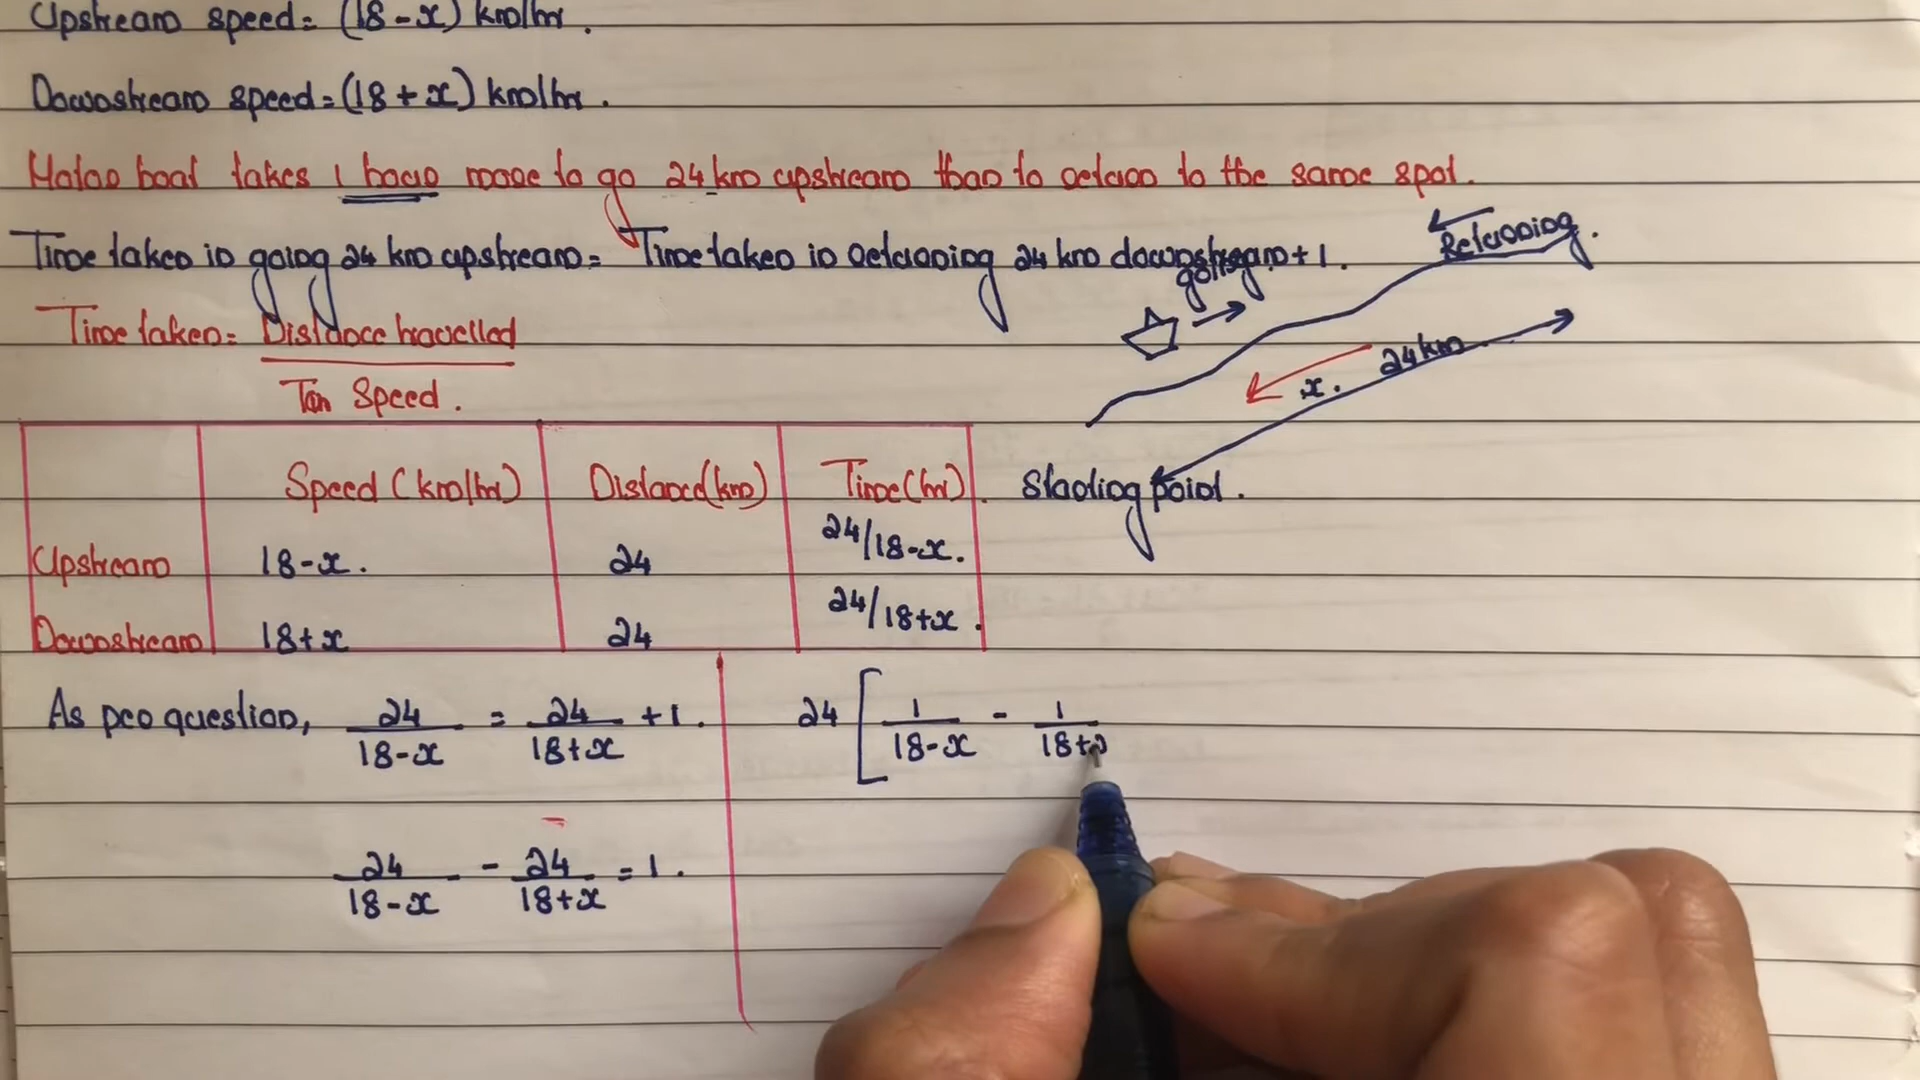 Upstream speed = (18 - x) km/hr.
Downstream speed = (18 + x) km/hr.
Motor boat takes 1 hour more to go 24 km upstream than to return to the same spot.
Time taken in going 24 km upstream = Time taken in returning 24 km downstream + 1.
Returning.
going
Time taken = Distance travelled
Speed.
24 km
x.
Speed (km/hr) Distance (km) Time (hr).
Starting point.
Upstream 18 - x. 24 24/18-x.
Downstream 18 + x 24 24/18+x.
As per question, 24/18-x = 24/18+x + 1.
24/18-x - 24/18+x = 1.
24 [ 1/18-x - 1/18+